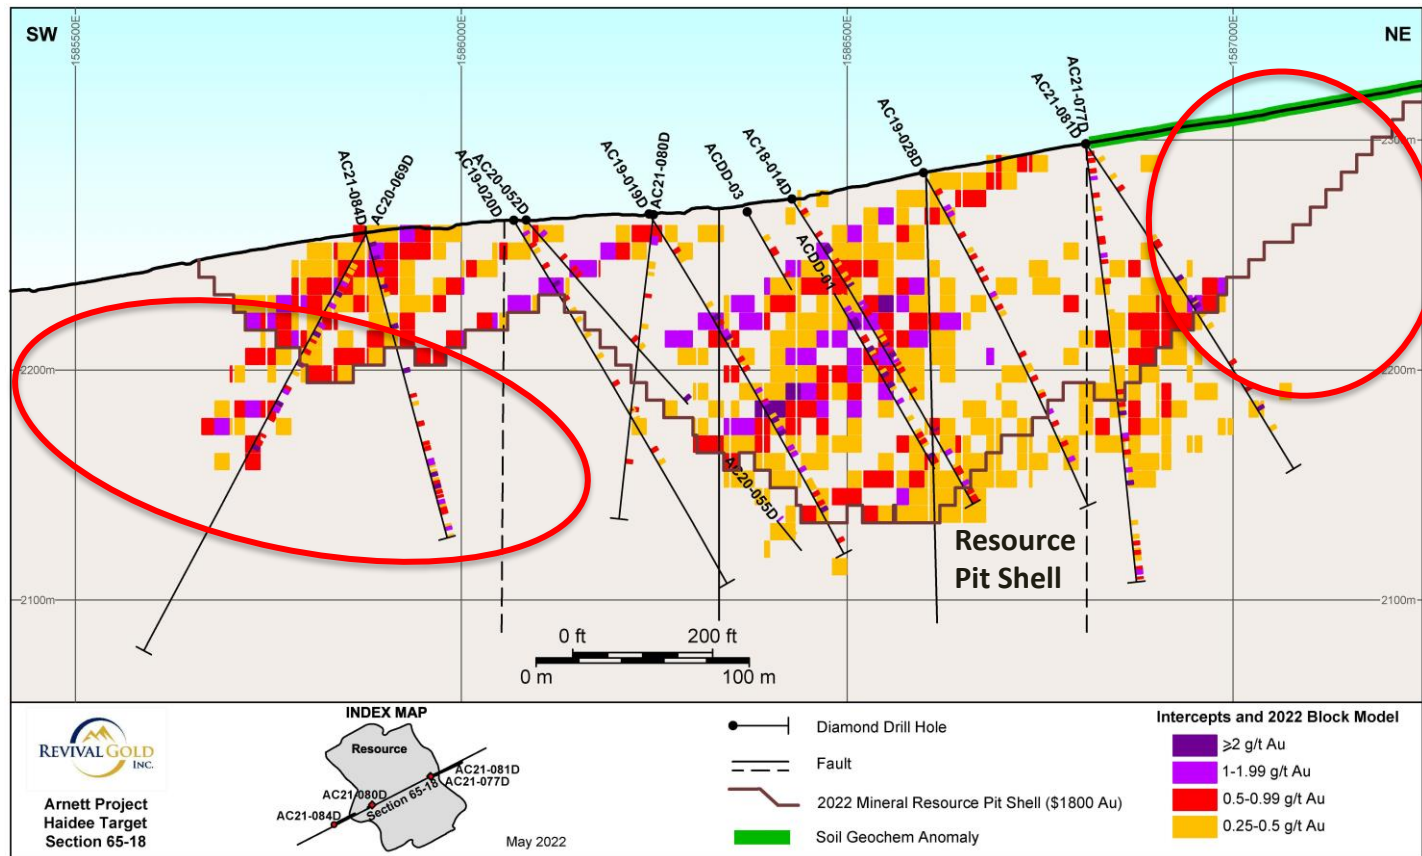 SW
NE
1585500E
1586000E
1586500E
1587000E
AC21-084D
AC20-069D
AC19-020D
AC20-052D
AC19-019D
AC21-080D
ACDD-03
AC18-014D
ACDD-01
AC19-028D
AC21-077D
AC21-081D
AC20-055D
2300m
2300m
2200m
2200m
2100m
2100m
Resource
Pit Shell
0 ft 200 ft
0 m 100 m
REVIVAL GOLD
INC.
Arnett Project
Haidee Target
Section 65-18
INDEX MAP
Resource
AC21-081D
AC21-077D
AC21-080D
Section 65-18
AC21-084D
May 2022
Diamond Drill Hole
Fault
2022 Mineral Resource Pit Shell ($1800 Au)
Soil Geochem Anomaly
Intercepts and 2022 Block Model
⩾2 g/t Au
1-1.99 g/t Au
0.5-0.99 g/t Au
0.25-0.5 g/t Au